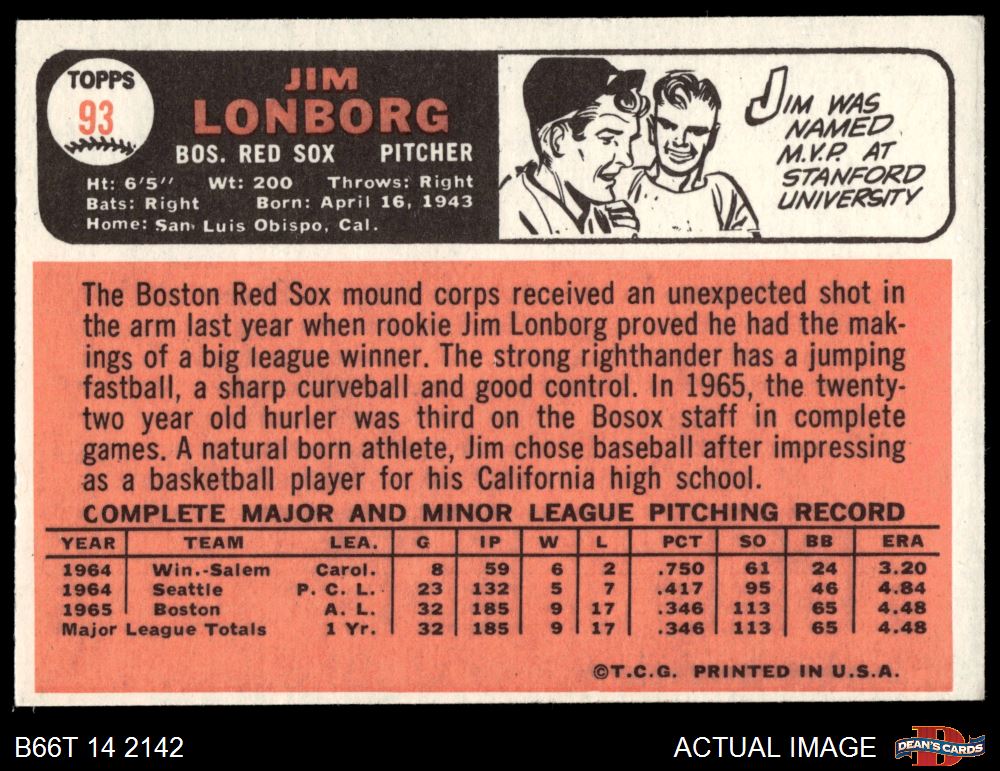 TOPPS
93
JIM
LONBORG
BOS. RED SOX PITCHER
Ht: 6'5" Wt: 200 Throws: Right
Bats: Right Born: April 16, 1943
Home: San Luis Obispo, Cal.
JIM WAS
NAMED
M.V.P. AT
STANFORD
UNIVERSITY
The Boston Red Sox mound corps received an unexpected shot in
the arm last year when rookie Jim Lonborg proved he had the mak-
ings of a big league winner. The strong righthander has a jumping
fastball, a sharp curveball and good control. In 1965, the twenty-
two year old hurler was third on the Bosox staff in complete
games. A natural born athlete, Jim chose baseball after impressing
as a basketball player for his California high school.
COMPLETE MAJOR AND MINOR LEAGUE PITCHING RECORD
YEAR TEAM LEA. G IP W L PCT SO BB ERA
1964 Win.-Salem Carol. 8 59 6 2 .750 61 24 3.20
1964 Seattle P. C. L. 23 132 5 7 .417 95 46 4.84
1965 Boston A. L. 32 185 9 17 .346 113 65 4.48
Major League Totals 1 Yr. 32 185 9 17 .346 113 65 4.48
©T.C.G. PRINTED IN U.S.A.
B66T 14 2142 ACTUAL IMAGE DEAN'S CARDS